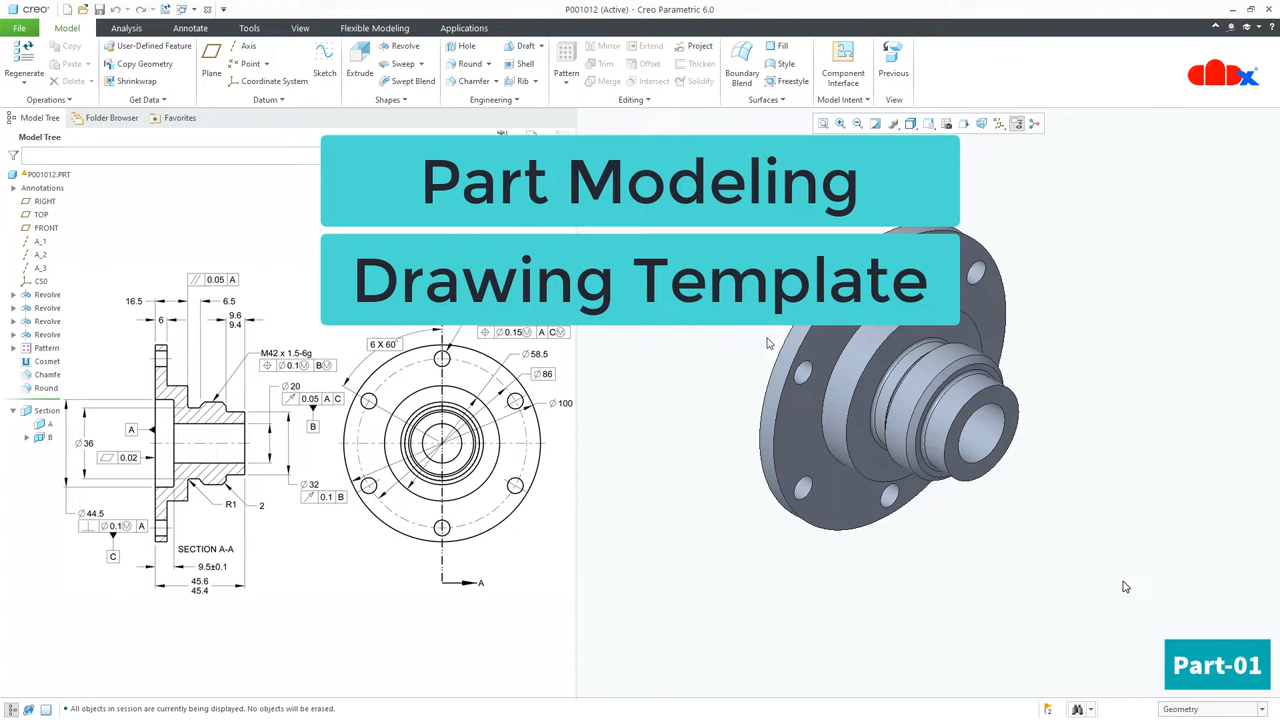 creo
P001012 (Active) - Creo Parametric 6.0
File Model Analysis Annotate Tools View Flexible Modeling Applications
Regenerate
Copy
Paste
Delete
Operations
User-Defined Feature
Copy Geometry
Shrinkwrap
Get Data
Plane
Axis
Point
Coordinate System
Sketch
Datum
Extrude
Revolve
Sweep
Swept Blend
Shapes
Hole
Round
Chamfer
Draft
Shell
Rib
Engineering
Pattern
Mirror
Trim
Offset
Extend
Merge
Intersect
Project
Thicken
Solidify
Editing
Boundary
Blend
Fill
Style
Freestyle
Surfaces
Component
Interface
Model Intent
Previous
View
Model Tree Folder Browser Favorites
Model Tree
Part Modeling
Drawing Template
P001012.PRT
Annotations
RIGHT
TOP
FRONT
A_1
A_2
A_3
CS0
Revolve
Revolve
Revolve
Revolve
Pattern
Cosmet
Chamfe
Round
Section
A
B
// 0.05 A
16.5
6.5
6
9.6
9.4
M42 x 1.5-6g
⌖ ∅0.1Ⓜ BⓂ
∅20
↗ 0.05 A C
B
A
∅36
⏥ 0.02
∅32
↗ 0.1 B
R1
2
∅44.5
⊥ ∅0.1Ⓜ A
C
SECTION A-A
9.5±0.1
45.6
45.4
⌖ ∅0.15Ⓜ A CⓂ
6 X 60°
∅58.5
∅86
∅100
A
Part-01
All objects in session are currently being displayed. No objects will be erased.
2
Geometry